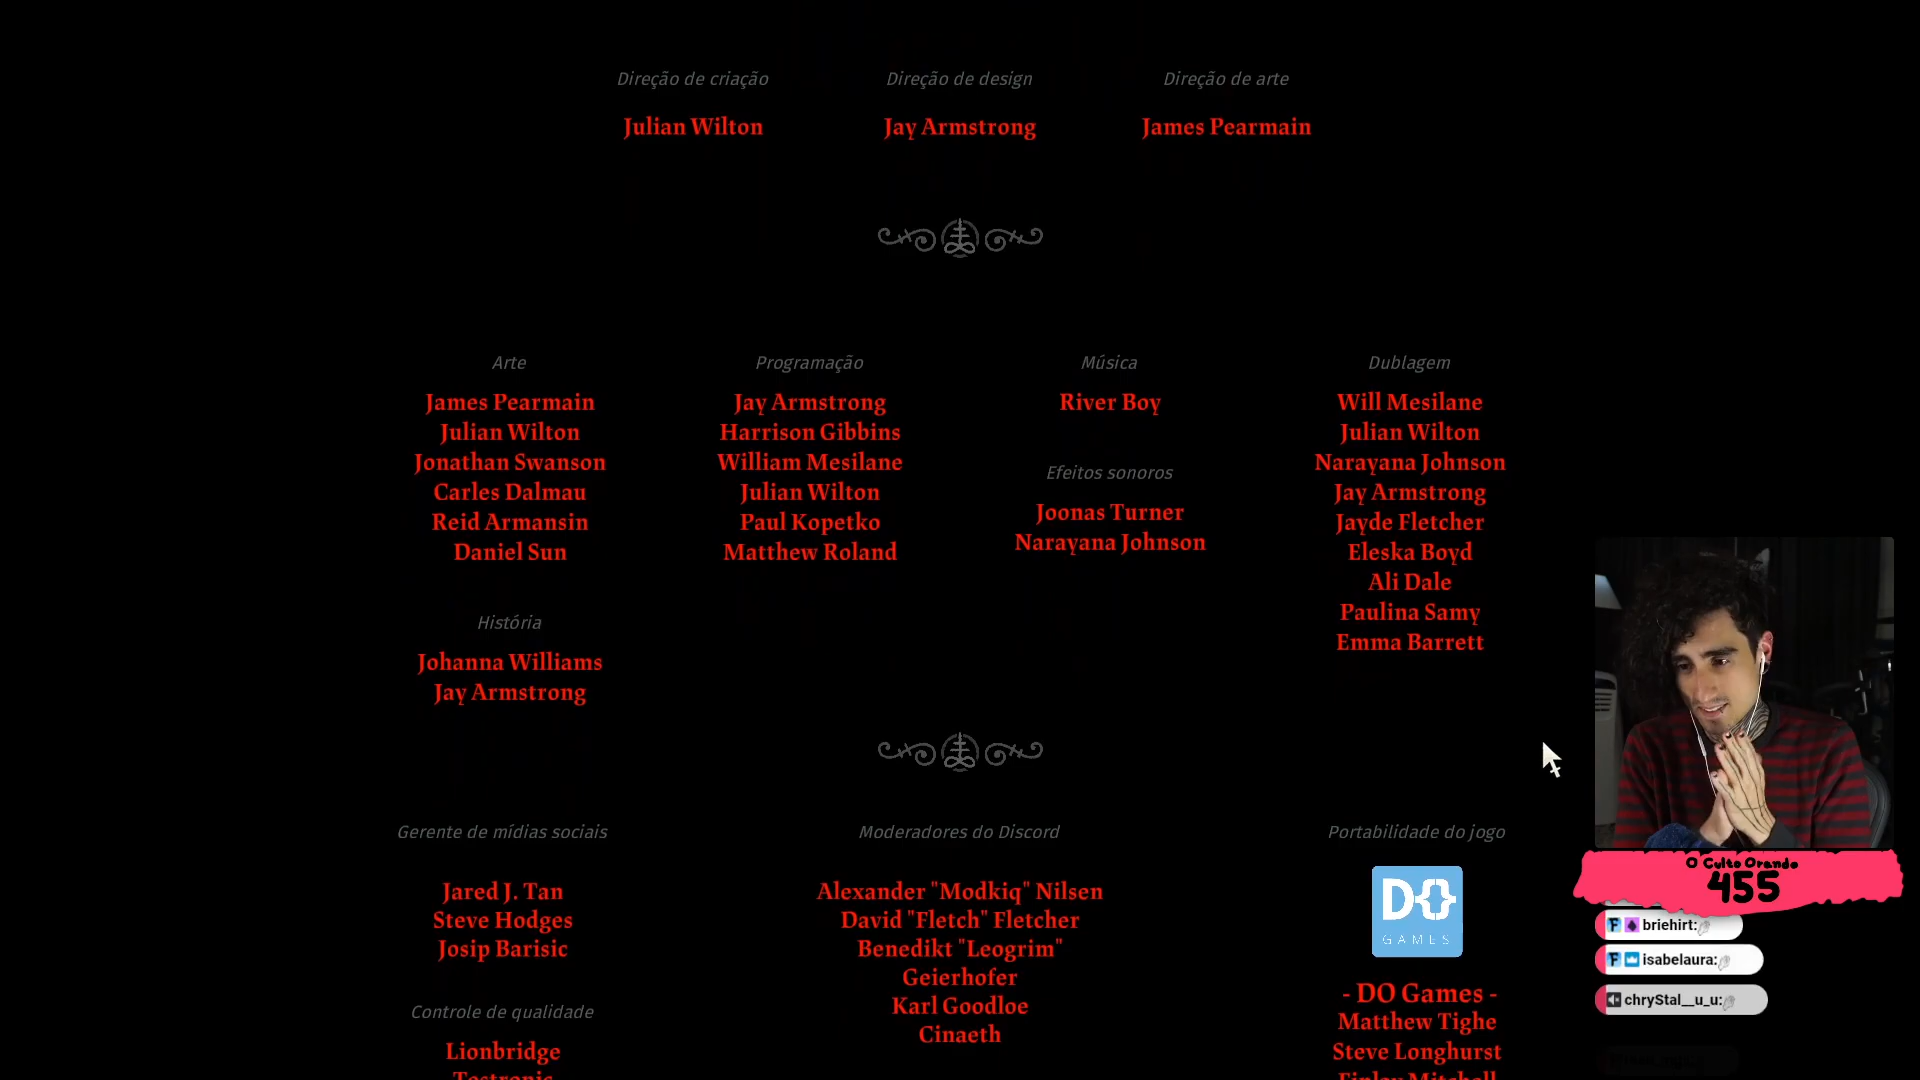 Direção de criação
Julian Wilton
Direção de design
Jay Armstrong
Direção de arte
James Pearmain
Arte
James Pearmain
Julian Wilton
Jonathan Swanson
Carles Dalmau
Reid Armansin
Daniel Sun
História
Johanna Williams
Jay Armstrong
Programação
Jay Armstrong
Harrison Gibbins
William Mesilane
Julian Wilton
Paul Kopetko
Matthew Roland
Música
River Boy
Efeitos sonoros
Joonas Turner
Narayana Johnson
Dublagem
Will Mesilane
Julian Wilton
Narayana Johnson
Jay Armstrong
Jayde Fletcher
Eleska Boyd
Ali Dale
Paulina Samy
Emma Barrett
Gerente de mídias sociais
Jared J. Tan
Steve Hodges
Josip Barisic
Controle de qualidade
Lionbridge
Testronic
Moderadores do Discord
Alexander "Modkiq" Nilsen
David "Fletch" Fletcher
Benedikt "Leogrim"
Geierhofer
Karl Goodloe
Cinaeth
Portabilidade do jogo
DO
GAMES
- DO Games -
Matthew Tighe
Steve Longhurst
Finlay Mitchell
O Culto Orando
455
briehirt:
isabelaura:
chryStal__u_u: